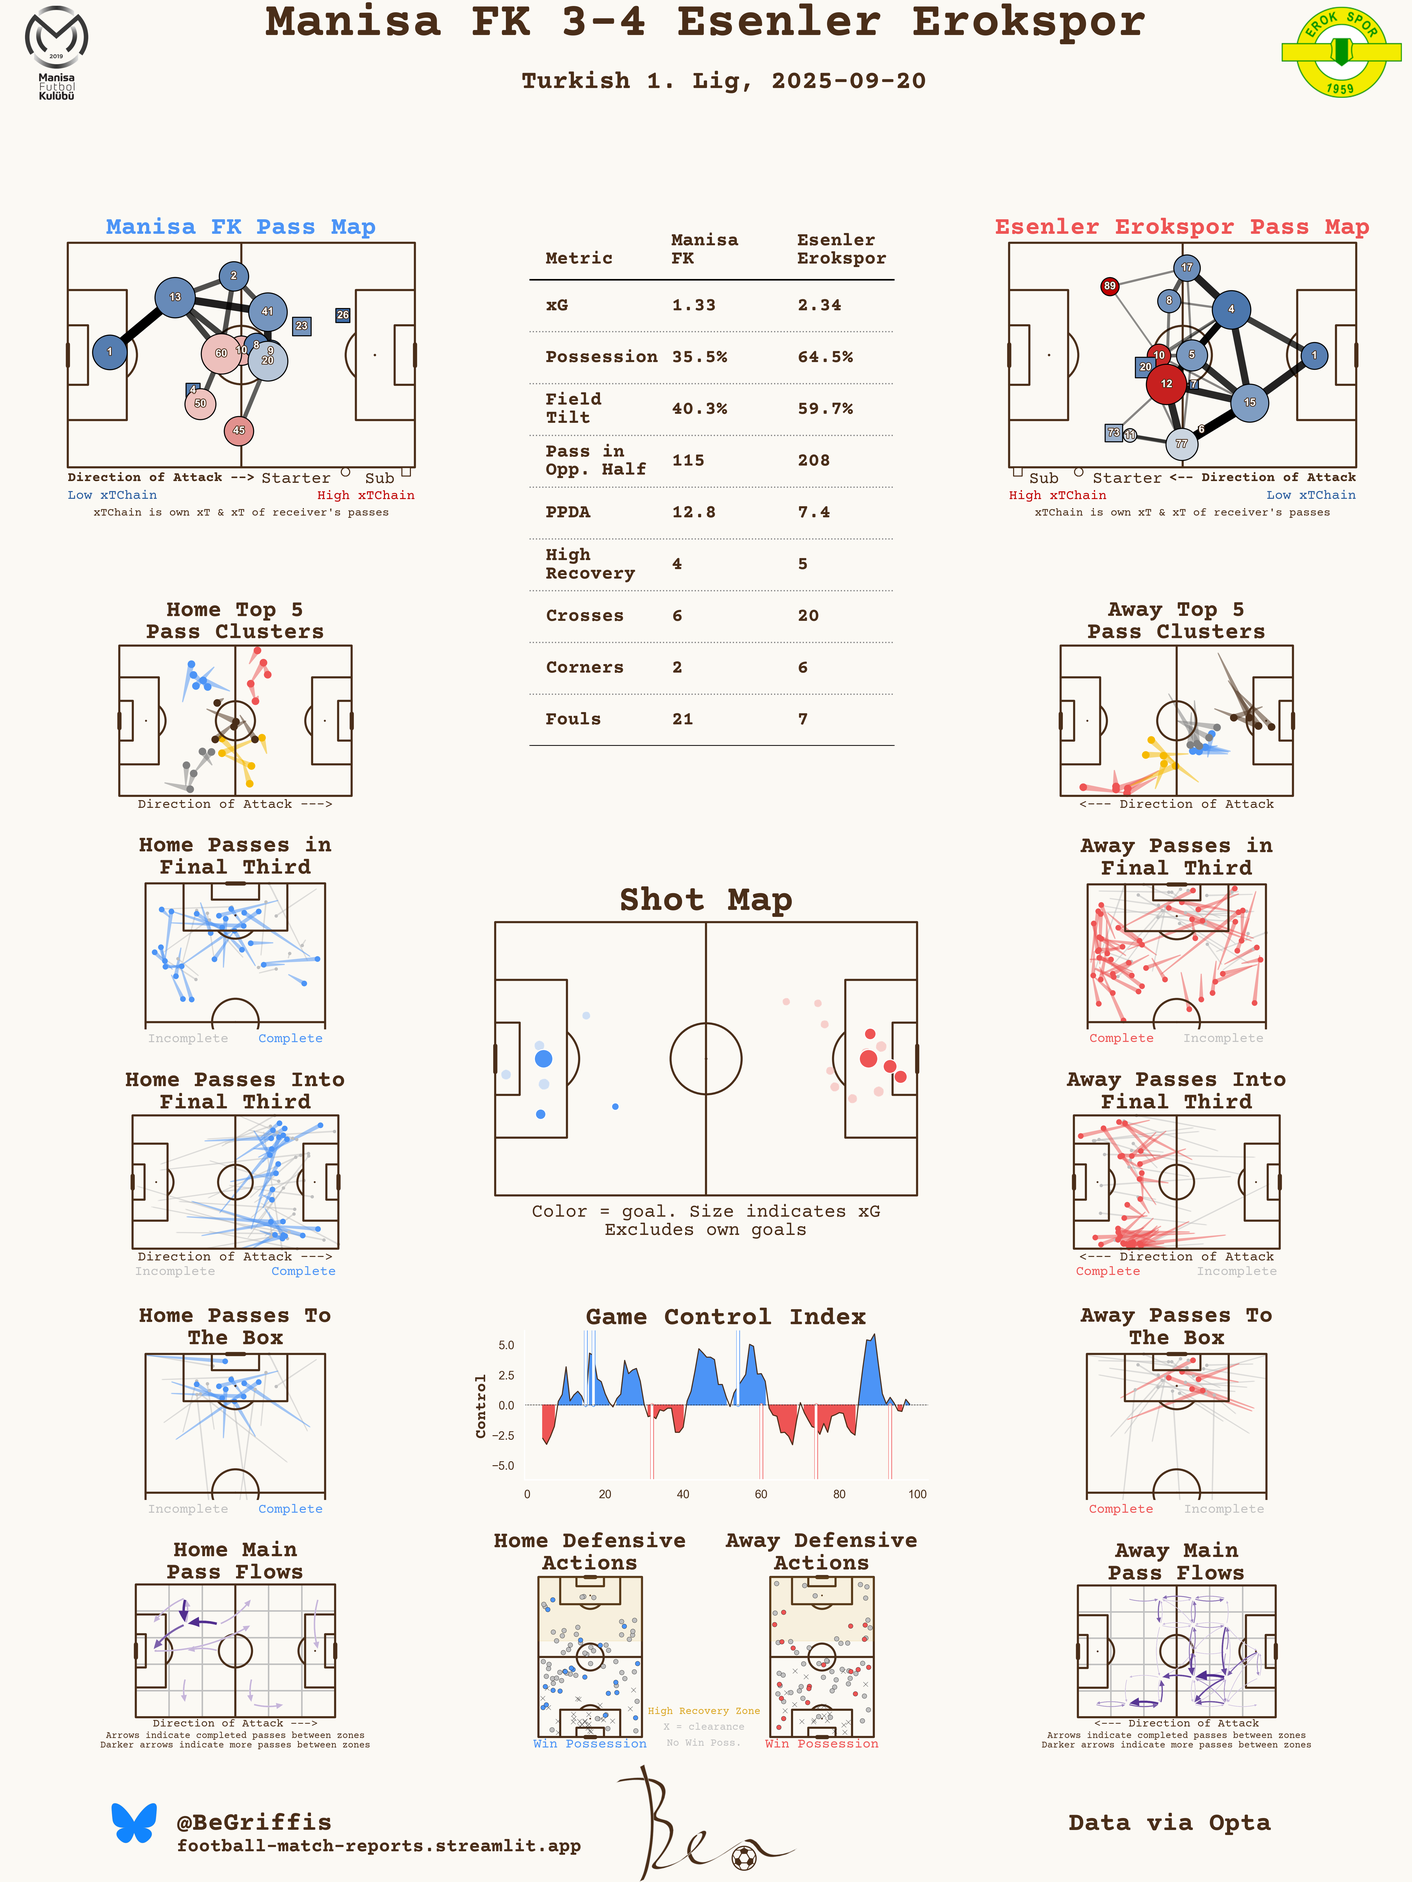 Manisa FK 3-4 Esenler Erokspor
Turkish 1. Lig, 2025-09-20
2019
Manisa
Futbol
Kulübü
EROK SPOR
1959
Manisa FK Pass Map
2
13
41
23
26
1
60
10
8
9
20
4
50
45
Direction of Attack --> Starter Sub
Low xTChain High xTChain
xTChain is own xT & xT of receiver's passes
Metric Manisa FK Esenler Erokspor
xG 1.33 2.34
Possession 35.5% 64.5%
Field Tilt 40.3% 59.7%
Pass in Opp. Half 115 208
PPDA 12.8 7.4
High Recovery 4 5
Crosses 6 20
Corners 2 6
Fouls 21 7
Esenler Erokspor Pass Map
17
89
8
4
10
5
1
20
12
7
15
73
11
6
77
Sub Starter <-- Direction of Attack
High xTChain Low xTChain
xTChain is own xT & xT of receiver's passes
Home Top 5
Pass Clusters
Direction of Attack --->
Away Top 5
Pass Clusters
<--- Direction of Attack
Home Passes in
Final Third
Incomplete Complete
Away Passes in
Final Third
Complete Incomplete
Shot Map
Color = goal. Size indicates xG
Excludes own goals
Home Passes Into
Final Third
Direction of Attack --->
Incomplete Complete
Away Passes Into
Final Third
<--- Direction of Attack
Complete Incomplete
Home Passes To
The Box
Incomplete Complete
Game Control Index
Control
5.0
2.5
0.0
−2.5
−5.0
0 20 40 60 80 100
Away Passes To
The Box
Complete Incomplete
Home Main
Pass Flows
Direction of Attack --->
Arrows indicate completed passes between zones
Darker arrows indicate more passes between zones
Home Defensive
Actions
Win Possession
Away Defensive
Actions
Win Possession
High Recovery Zone
X = clearance
No Win Poss.
Away Main
Pass Flows
<--- Direction of Attack
Arrows indicate completed passes between zones
Darker arrows indicate more passes between zones
@BeGriffis
football-match-reports.streamlit.app
Ben
Data via Opta